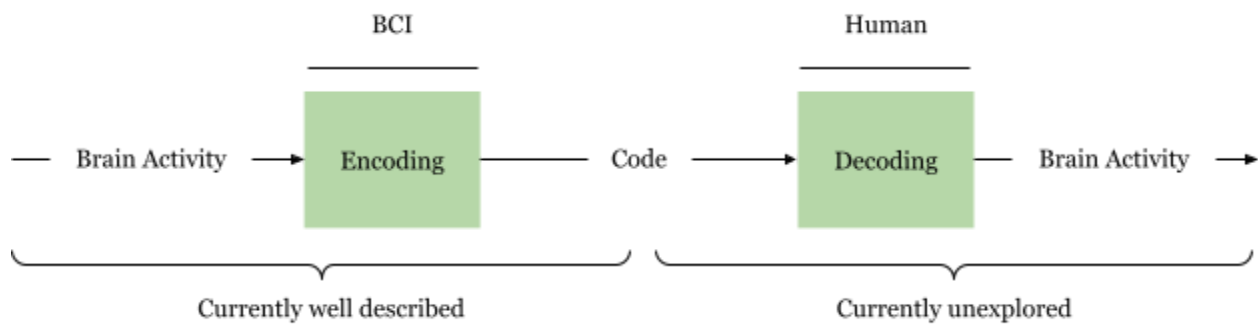 BCI
Human
Brain Activity
Encoding
Code
Decoding
Brain Activity
Currently well described
Currently unexplored